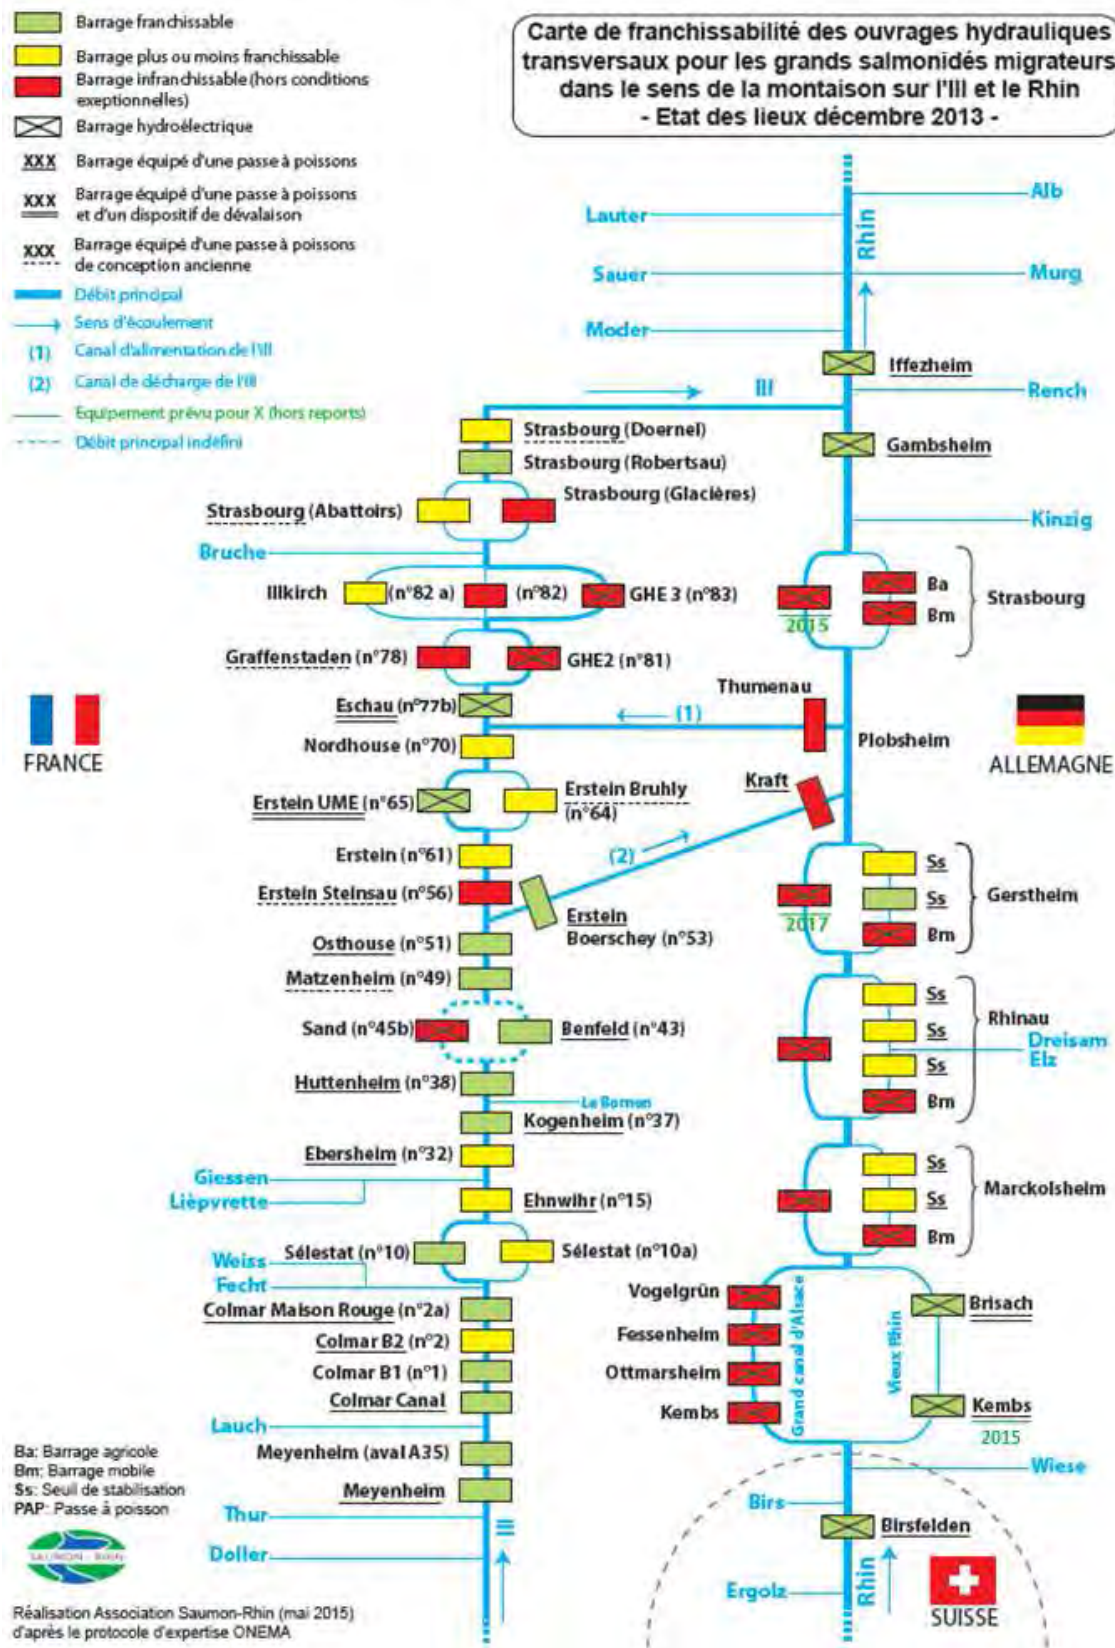 Barrage franchissable
Barrage plus ou moins franchissable
Barrage infranchissable (hors conditions
exeptionnelles)
Barrage hydroélectrique
XXX Barrage équipé d'une passe à poissons
XXX Barrage équipé d'une passe à poissons
et d'un dispositif de dévalaison
XXX Barrage équipé d'une passe à poissons
de conception ancienne
Débit principal
Sens d'écoulement
(1) Canal d'alimentation de l'Ill
(2) Canal de décharge de l'Ill
Equipement prévu pour X (hors reports)
Débit principal indéfini
Carte de franchissabilité des ouvrages hydrauliques
transversaux pour les grands salmonidés migrateurs
dans le sens de la montaison sur l'Ill et le Rhin
- Etat des lieux décembre 2013 -
Alb
Lauter
Rhin
Sauer
Murg
Moder
Iffezheim
Ill
Rench
Strasbourg (Doernel)
Gambsheim
Strasbourg (Robertsau)
Strasbourg (Glacières)
Strasbourg (Abattoirs)
Kinzig
Bruche
Illkirch
(n°82 a)
(n°82)
GHE 3 (n°83)
2015
Ba
Bm
Strasbourg
Graffenstaden (n°78)
GHE2 (n°81)
Eschau (n°77b)
Thumenau
(1)
Nordhouse (n°70)
Plobsheim
FRANCE
ALLEMAGNE
Kraft
Erstein UME (n°65)
Erstein Bruhly
(n°64)
Erstein (n°61)
(2)
Erstein Steinsau (n°56)
Erstein
Boerschey (n°53)
Ss
Ss
Bm
Gerstheim
2017
Osthouse (n°51)
Matzenheim (n°49)
Sand (n°45b)
Benfeld (n°43)
Ss
Ss
Ss
Bm
Rhinau
Dreisam
Elz
Huttenheim (n°38)
Le Bornon
Kogenheim (n°37)
Ebersheim (n°32)
Giessen
Lièpvrette
Ehnwihr (n°15)
Ss
Ss
Bm
Marckolsheim
Sélestat (n°10)
Sélestat (n°10a)
Weiss
Fecht
Colmar Maison Rouge (n°2a)
Colmar B2 (n°2)
Colmar B1 (n°1)
Colmar Canal
Vogelgrün
Fessenheim
Ottmarsheim
Kembs
Grand canal d'Alsace
Vieux Rhin
Brisach
Kembs
2015
Lauch
Meyenheim (aval A35)
Meyenheim
Thur
Doller
Ill
Wiese
Birs
Birsfelden
Ergolz
Rhin
SUISSE
Ba: Barrage agricole
Bm: Barrage mobile
Ss: Seuil de stabilisation
PAP: Passe à poisson
SAUMON - RHIN
Réalisation Association Saumon-Rhin (mai 2015)
d'après le protocole d'expertise ONEMA